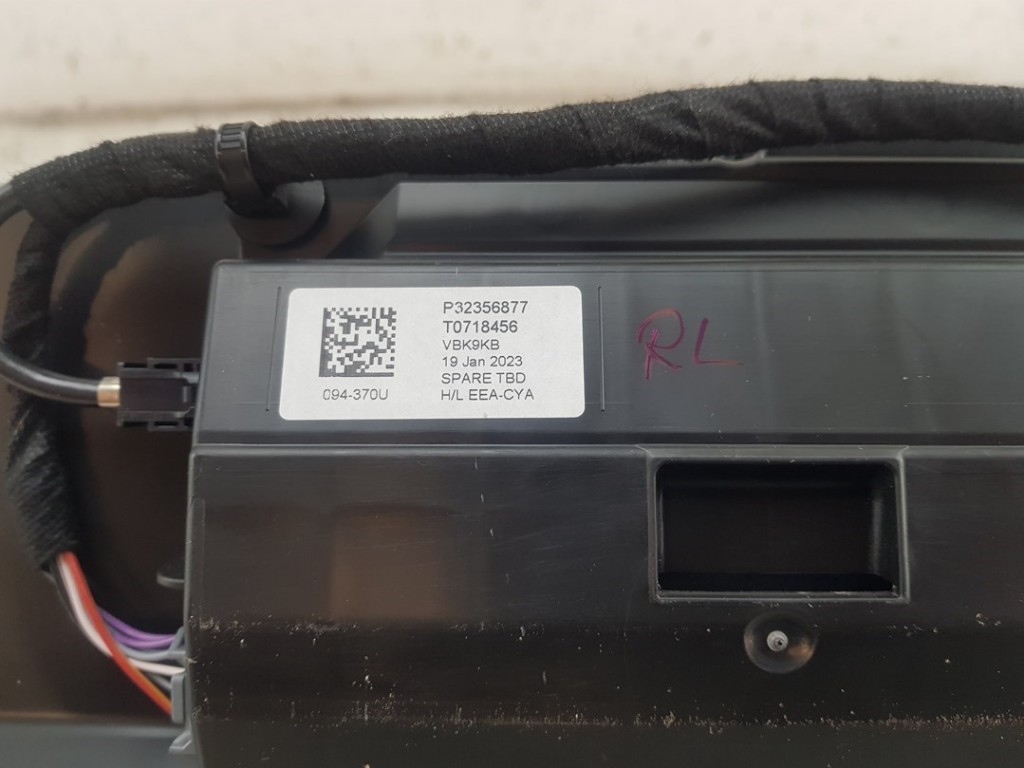 P32356877
T0718456
VBK9KB
19 Jan 2023
SPARE TBD
H/L EEA-CYA
094-370U
RL